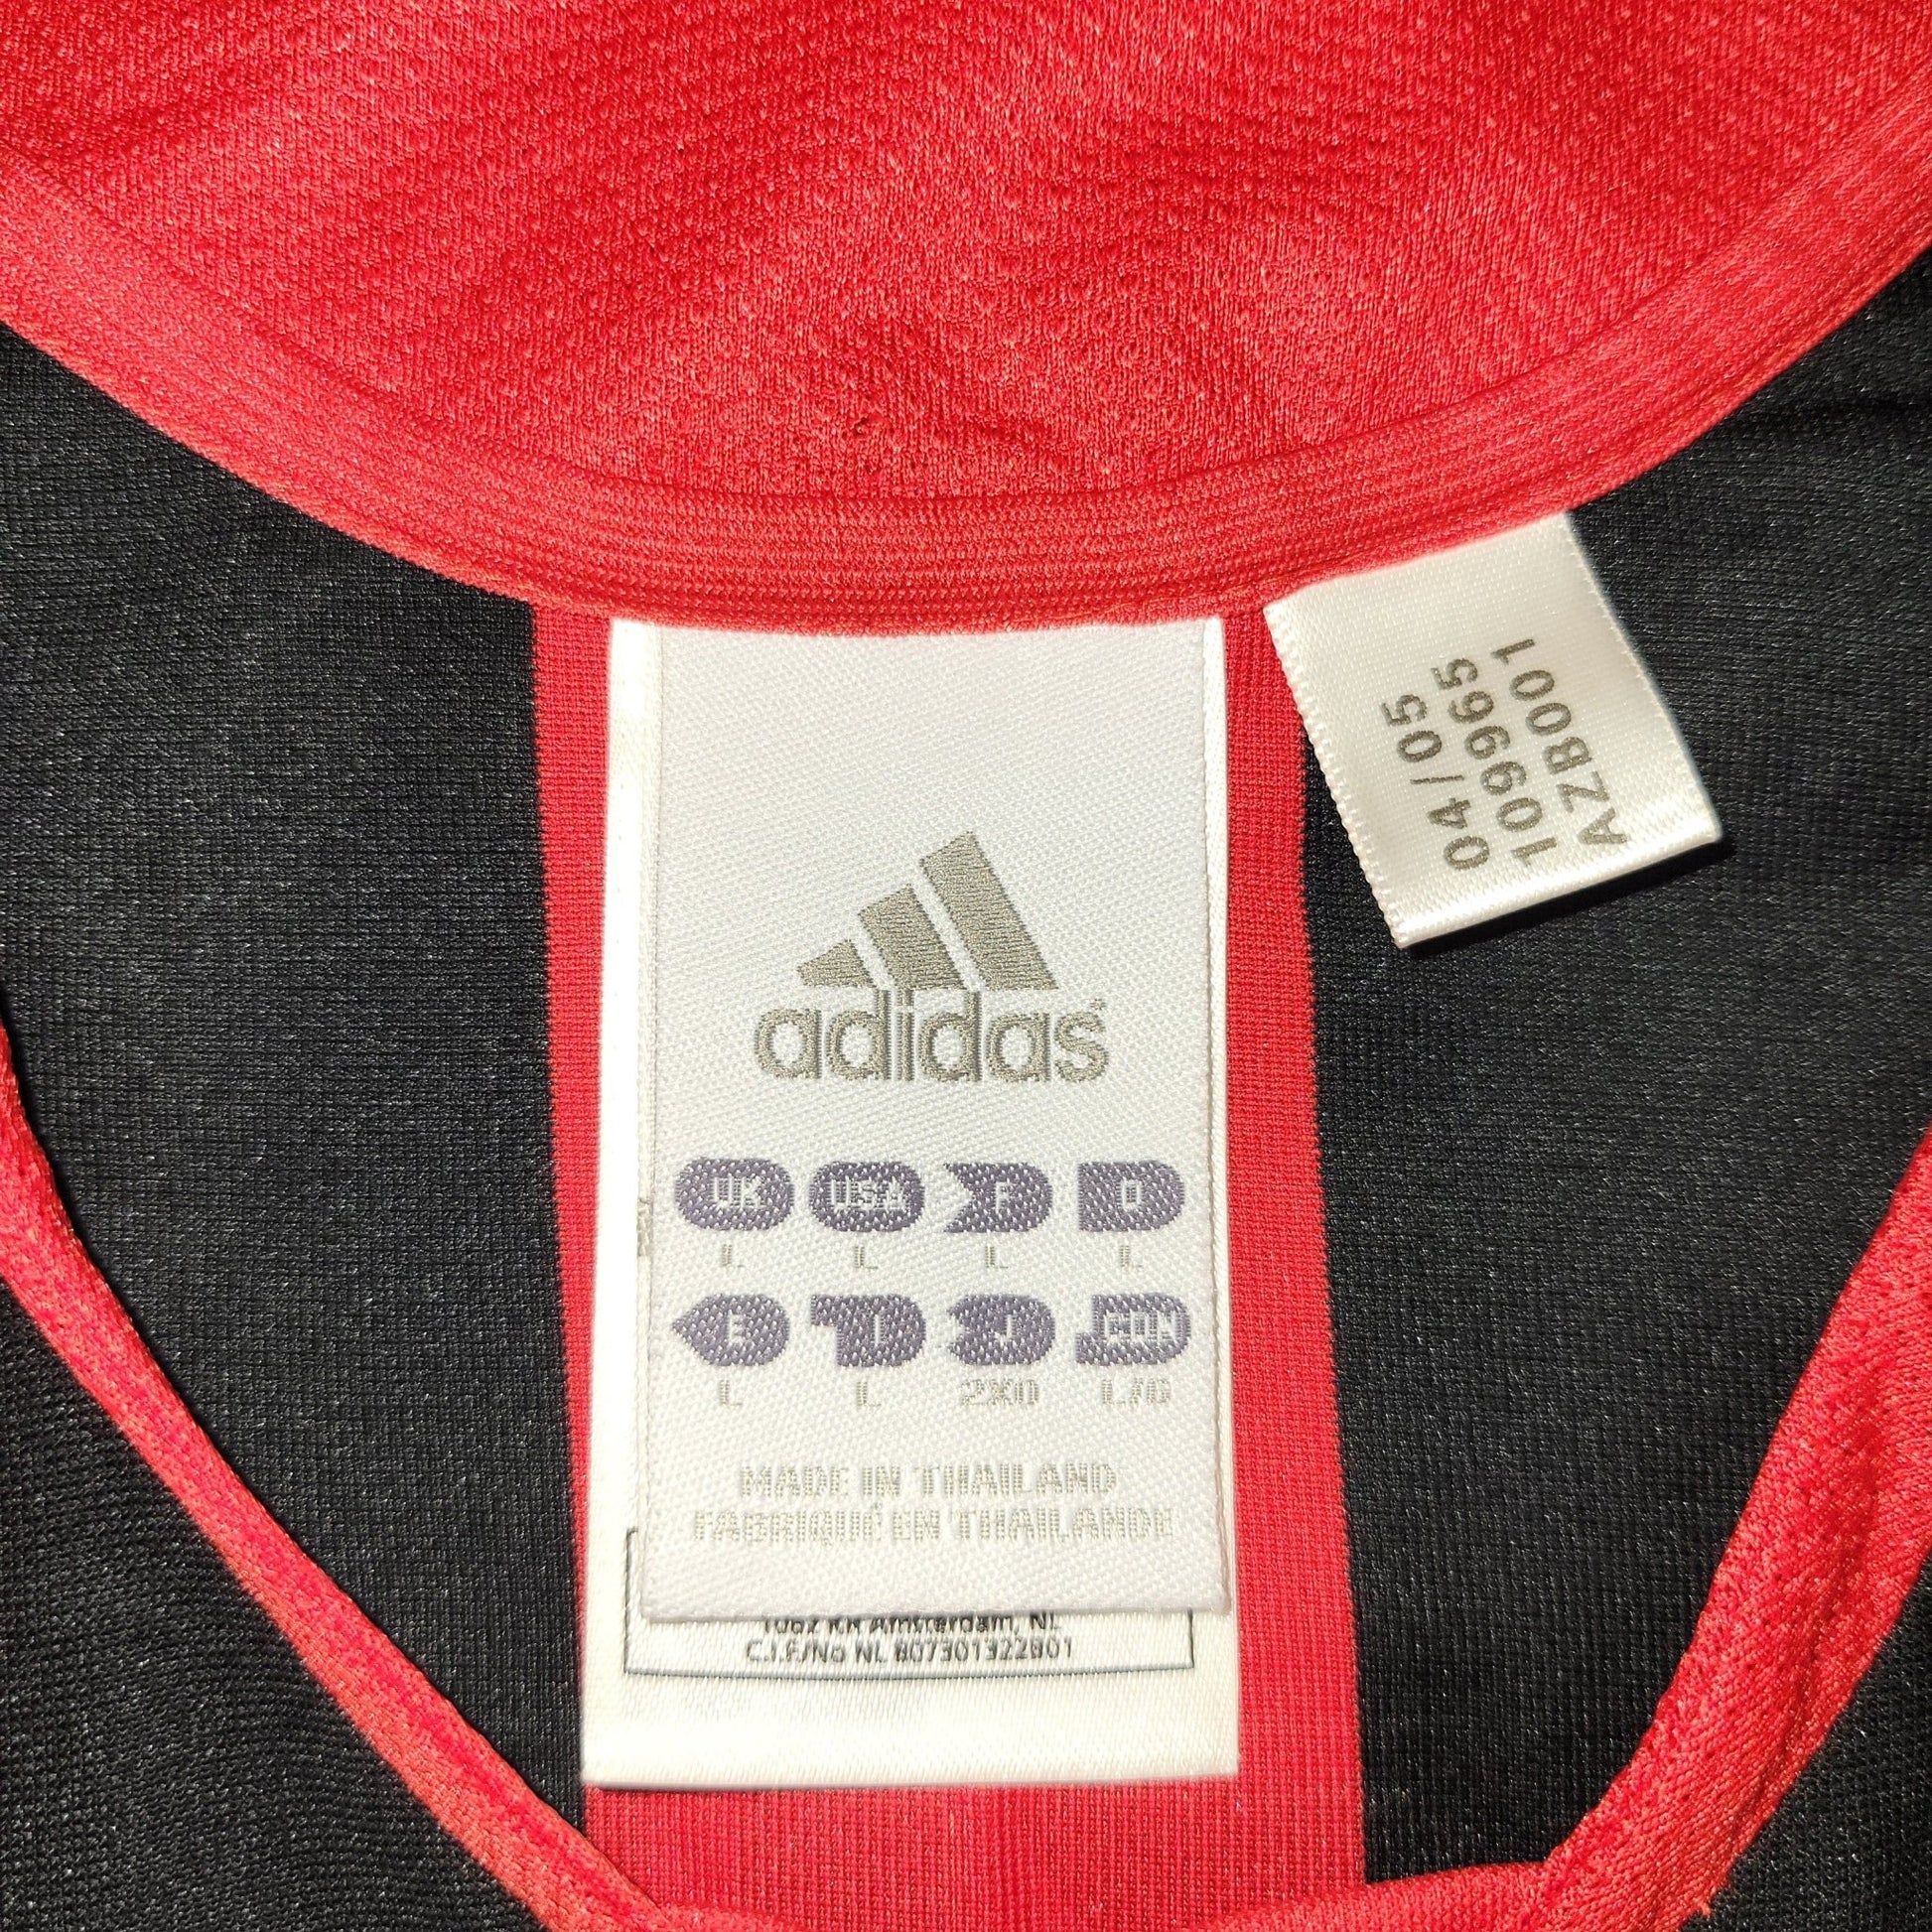 adidas
UK USA F D
L L L L
E I J CDN
L L 2XO L/G
MADE IN THAILAND
FABRIQUÉ EN THAILANDE
1062 KR Amsterdam, NL
C.I.F./No NL 807301322B01
04/05
109965
AZB001